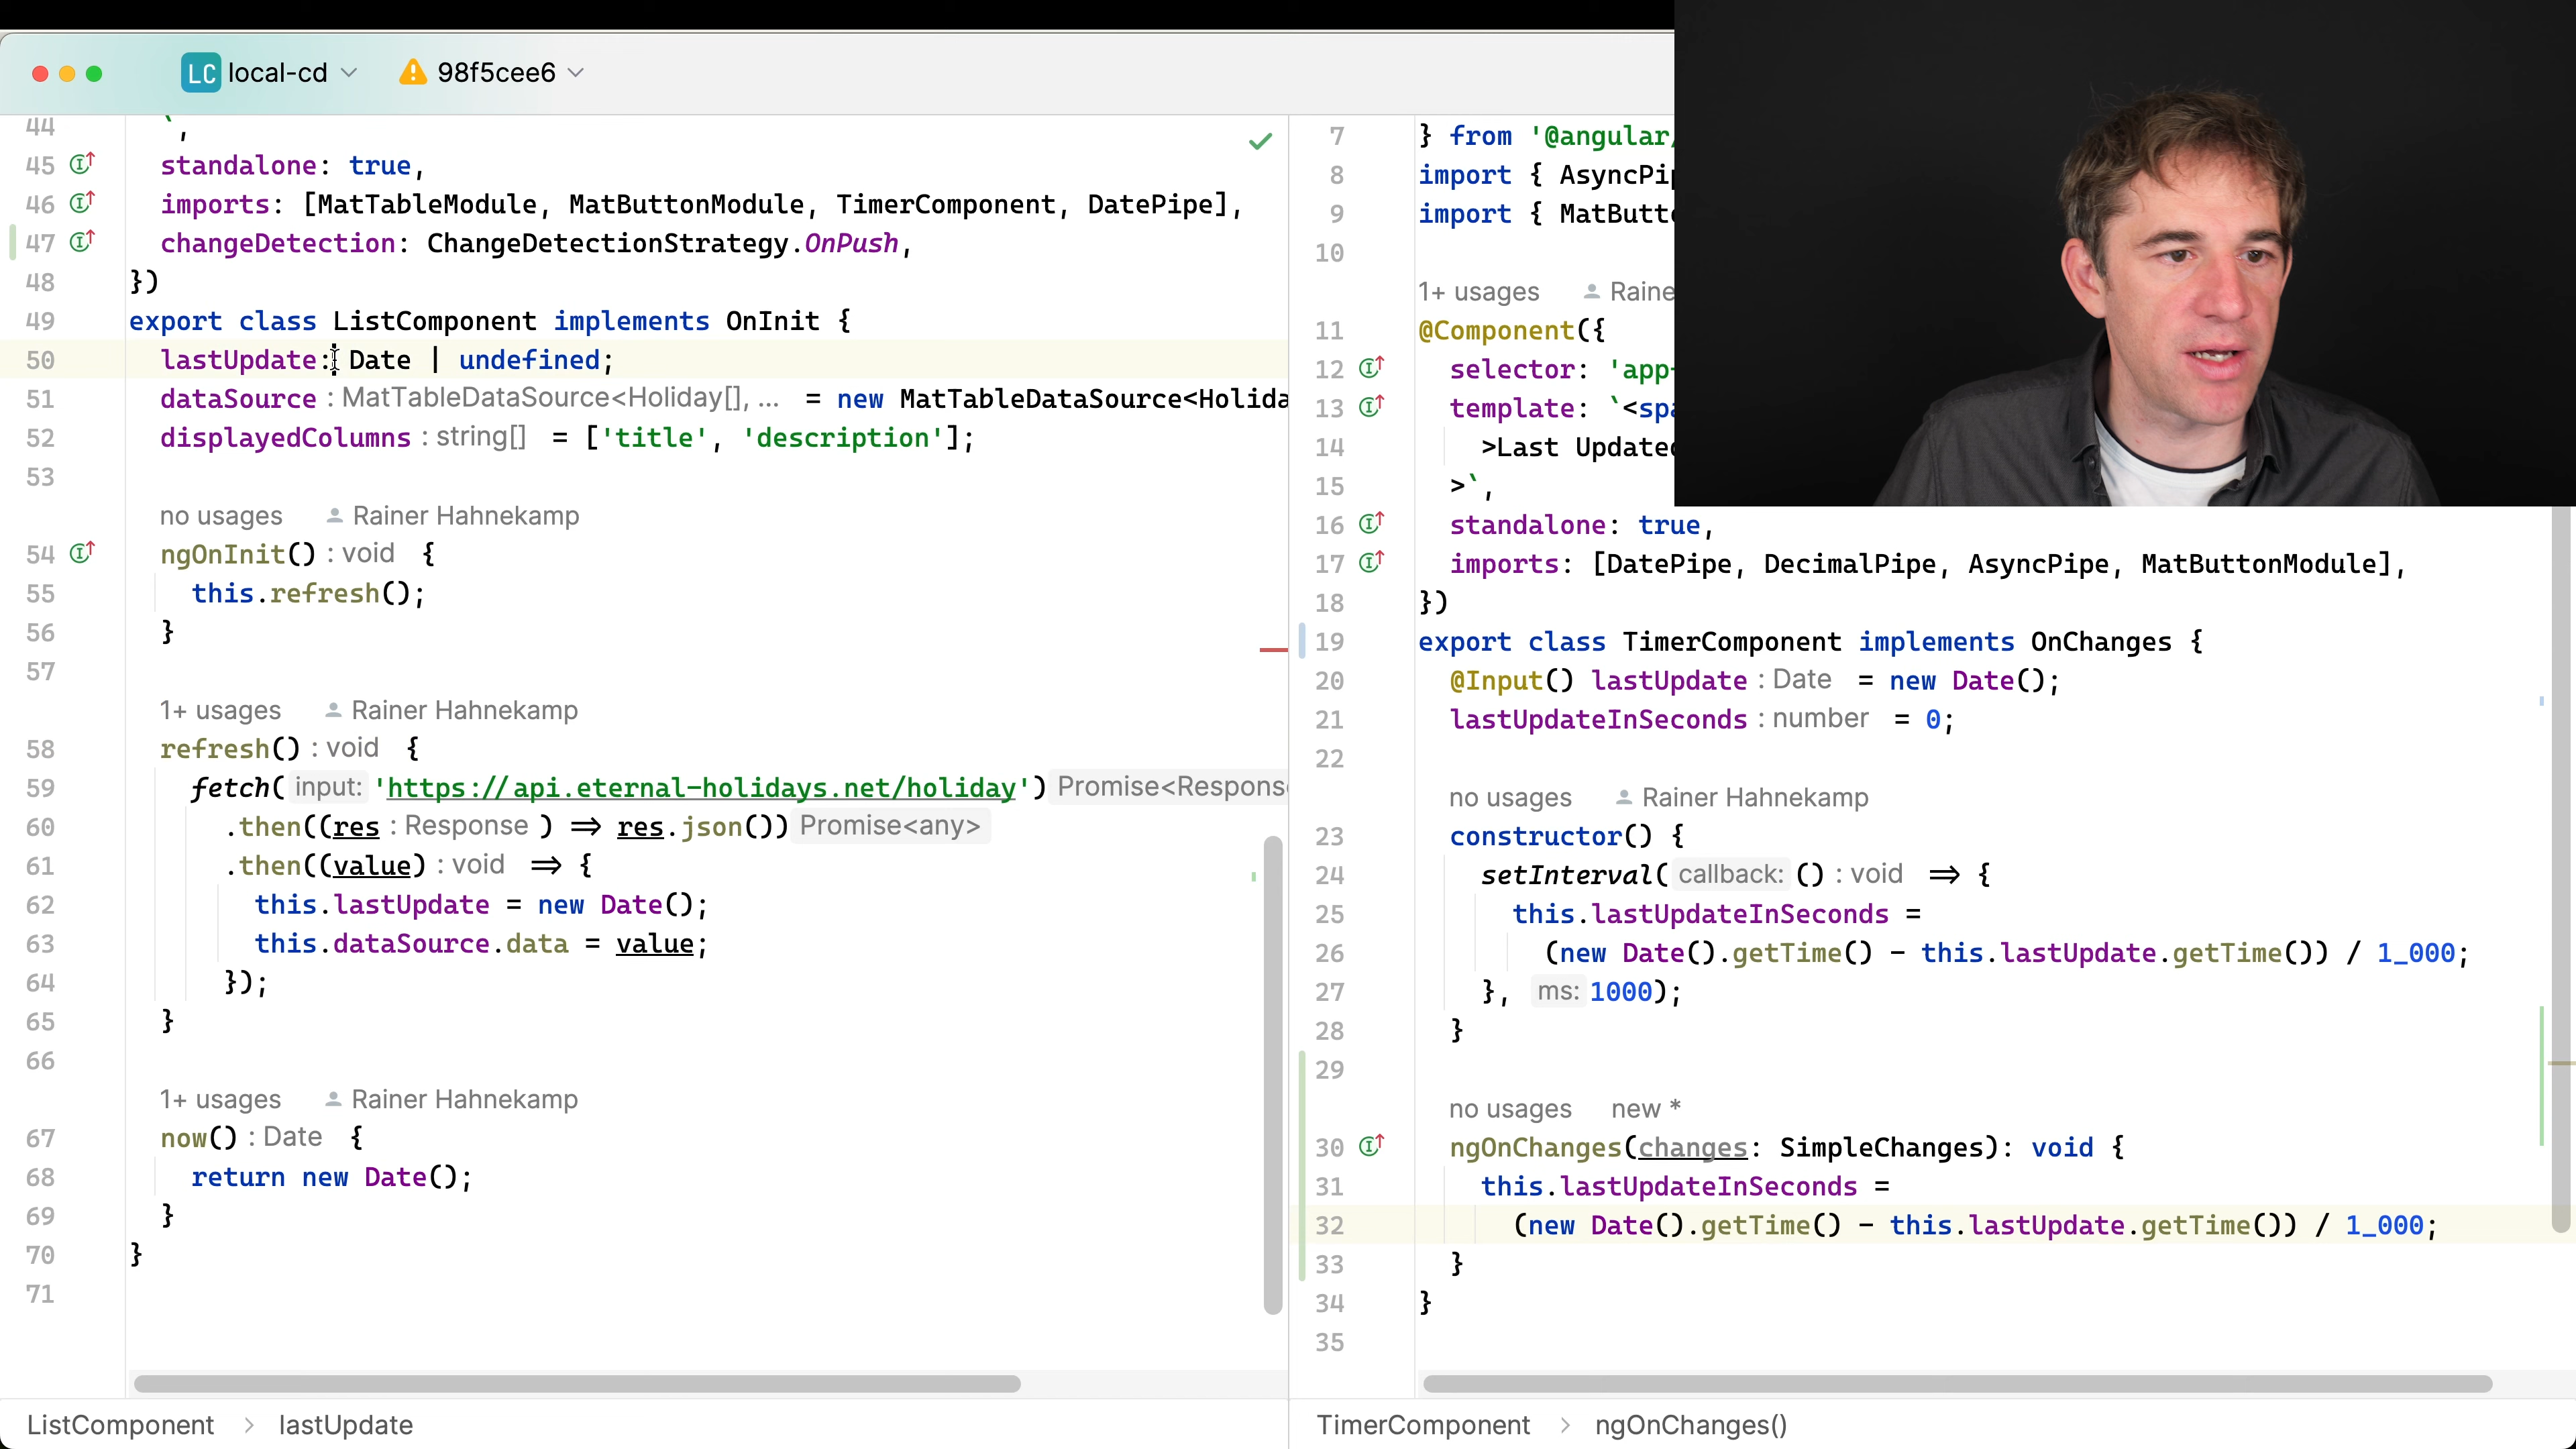 LC local-cd 98f5cee6
44 `,
45 standalone: true,
46 imports: [MatTableModule, MatButtonModule, TimerComponent, DatePipe],
47 changeDetection: ChangeDetectionStrategy.OnPush,
48 })
49 export class ListComponent implements OnInit {
50 lastUpdate: Date | undefined;
51 dataSource : MatTableDataSource<Holiday[], ... = new MatTableDataSource<Holida
52 displayedColumns : string[] = ['title', 'description'];
53
no usages Rainer Hahnekamp
54 ngOnInit() : void {
55 this.refresh();
56 }
57
1+ usages Rainer Hahnekamp
58 refresh() : void {
59 fetch( input: 'https://api.eternal-holidays.net/holiday') Promise<Respons
60 .then((res : Response ) => res.json()) Promise<any>
61 .then((value) : void => {
62 this.lastUpdate = new Date();
63 this.dataSource.data = value;
64 });
65 }
66
1+ usages Rainer Hahnekamp
67 now() : Date {
68 return new Date();
69 }
70 }
71
ListComponent > lastUpdate
7 } from '@angular/
8 import { AsyncPip
9 import { MatButto
10
1+ usages Raine
11 @Component({
12 selector: 'app-
13 template: `<spa
14 >Last Updated
15 >`,
16 standalone: true,
17 imports: [DatePipe, DecimalPipe, AsyncPipe, MatButtonModule],
18 })
19 export class TimerComponent implements OnChanges {
20 @Input() lastUpdate : Date = new Date();
21 lastUpdateInSeconds : number = 0;
22
no usages Rainer Hahnekamp
23 constructor() {
24 setInterval( callback: () : void => {
25 this.lastUpdateInSeconds =
26 (new Date().getTime() - this.lastUpdate.getTime()) / 1_000;
27 }, ms: 1000);
28 }
29
no usages new *
30 ngOnChanges(changes: SimpleChanges): void {
31 this.lastUpdateInSeconds =
32 (new Date().getTime() - this.lastUpdate.getTime()) / 1_000;
33 }
34 }
35
TimerComponent > ngOnChanges()